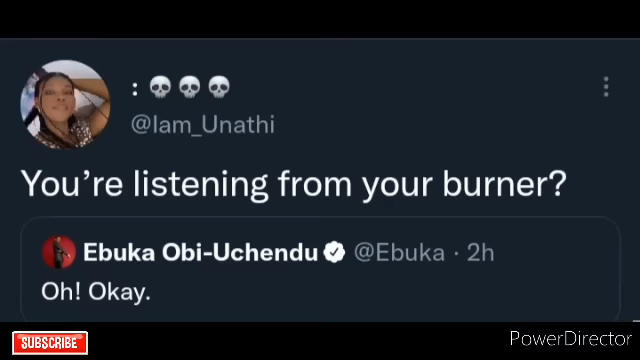 : 💀💀💀
@Iam_Unathi
You're listening from your burner?
Ebuka Obi-Uchendu @Ebuka · 2h
Oh! Okay.
SUBSCRIBE
PowerDirector